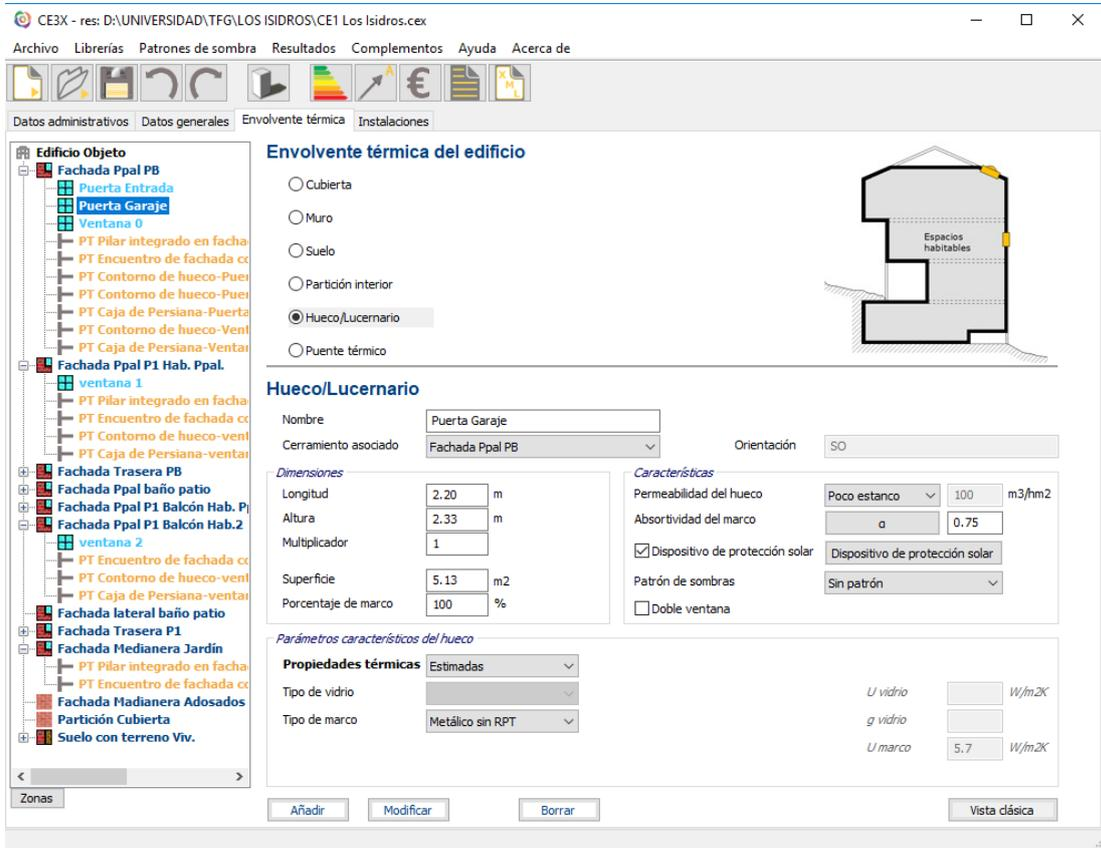 CE3X - res: D:\UNIVERSIDAD\TFG\LOS ISIDROS\CE1 Los Isidros.cex
Archivo Librerías Patrones de sombra Resultados Complementos Ayuda Acerca de
A € XML
Datos administrativos Datos generales Envolvente térmica Instalaciones
Edificio Objeto
Fachada Ppal PB
Puerta Entrada
Puerta Garaje
Ventana 0
PT Pilar integrado en facha
PT Encuentro de fachada cc
PT Contorno de hueco-Puer
PT Contorno de hueco-Puer
PT Caja de Persiana-Puerta
PT Contorno de hueco-Vent
PT Caja de Persiana-Ventar
Fachada Ppal P1 Hab. Ppal.
ventana 1
PT Pilar integrado en facha
PT Encuentro de fachada cc
PT Contorno de hueco-vent
PT Caja de Persiana-ventar
Fachada Trasera PB
Fachada Ppal baño patio
Fachada Ppal P1 Balcón Hab. Pp
Fachada Ppal P1 Balcón Hab.2
ventana 2
PT Encuentro de fachada cc
PT Contorno de hueco-vent
PT Caja de Persiana-ventar
Fachada lateral baño patio
Fachada Trasera P1
Fachada Medianera Jardín
PT Pilar integrado en facha
PT Encuentro de fachada cc
Fachada Madianera Adosados
Partición Cubierta
Suelo con terreno Viv.
Zonas
Envolvente térmica del edificio
Cubierta
Muro
Suelo
Partición interior
Hueco/Lucernario
Puente térmico
Espacios
habitables
Hueco/Lucernario
Nombre Puerta Garaje
Cerramiento asociado Fachada Ppal PB Orientación SO
Dimensiones
Longitud 2.20 m
Altura 2.33 m
Multiplicador 1
Superficie 5.13 m2
Porcentaje de marco 100 %
Características
Permeabilidad del hueco Poco estanco 100 m3/hm2
Absortividad del marco α 0.75
Dispositivo de protección solar Dispositivo de protección solar
Patrón de sombras Sin patrón
Doble ventana
Parámetros característicos del hueco
Propiedades térmicas Estimadas
Tipo de vidrio U vidrio W/m2K
Tipo de marco Metálico sin RPT g vidrio
U marco 5.7 W/m2K
Añadir Modificar Borrar Vista clásica